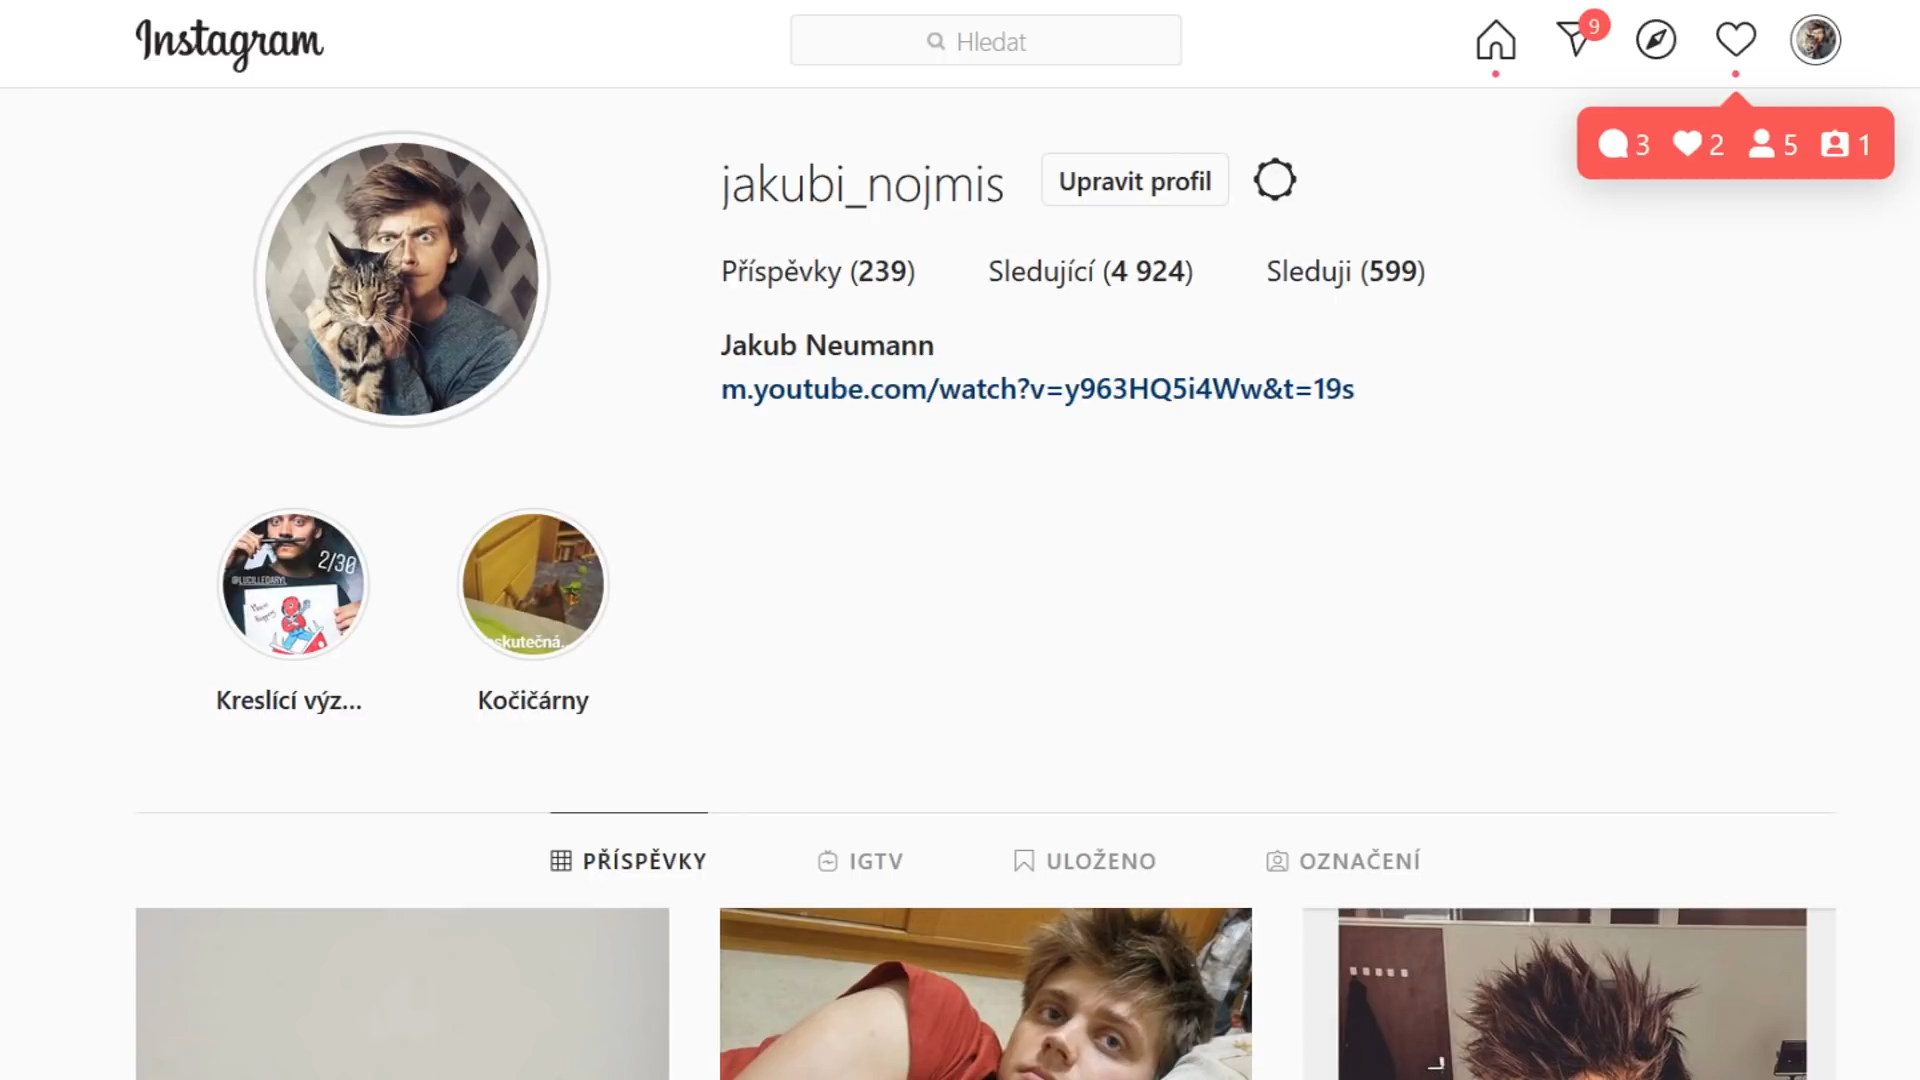 Instagram
Hledat
9
3 2 5 1
jakubi_nojmis
Upravit profil
Příspěvky (239) Sledující (4 924) Sleduji (599)
Jakub Neumann
m.youtube.com/watch?v=y963HQ5i4Ww&t=19s
2/30
@LUCILLEDARYL
skutečná..
Kreslící výz...
Kočičárny
PŘÍSPĚVKY IGTV ULOŽENO OZNAČENÍ